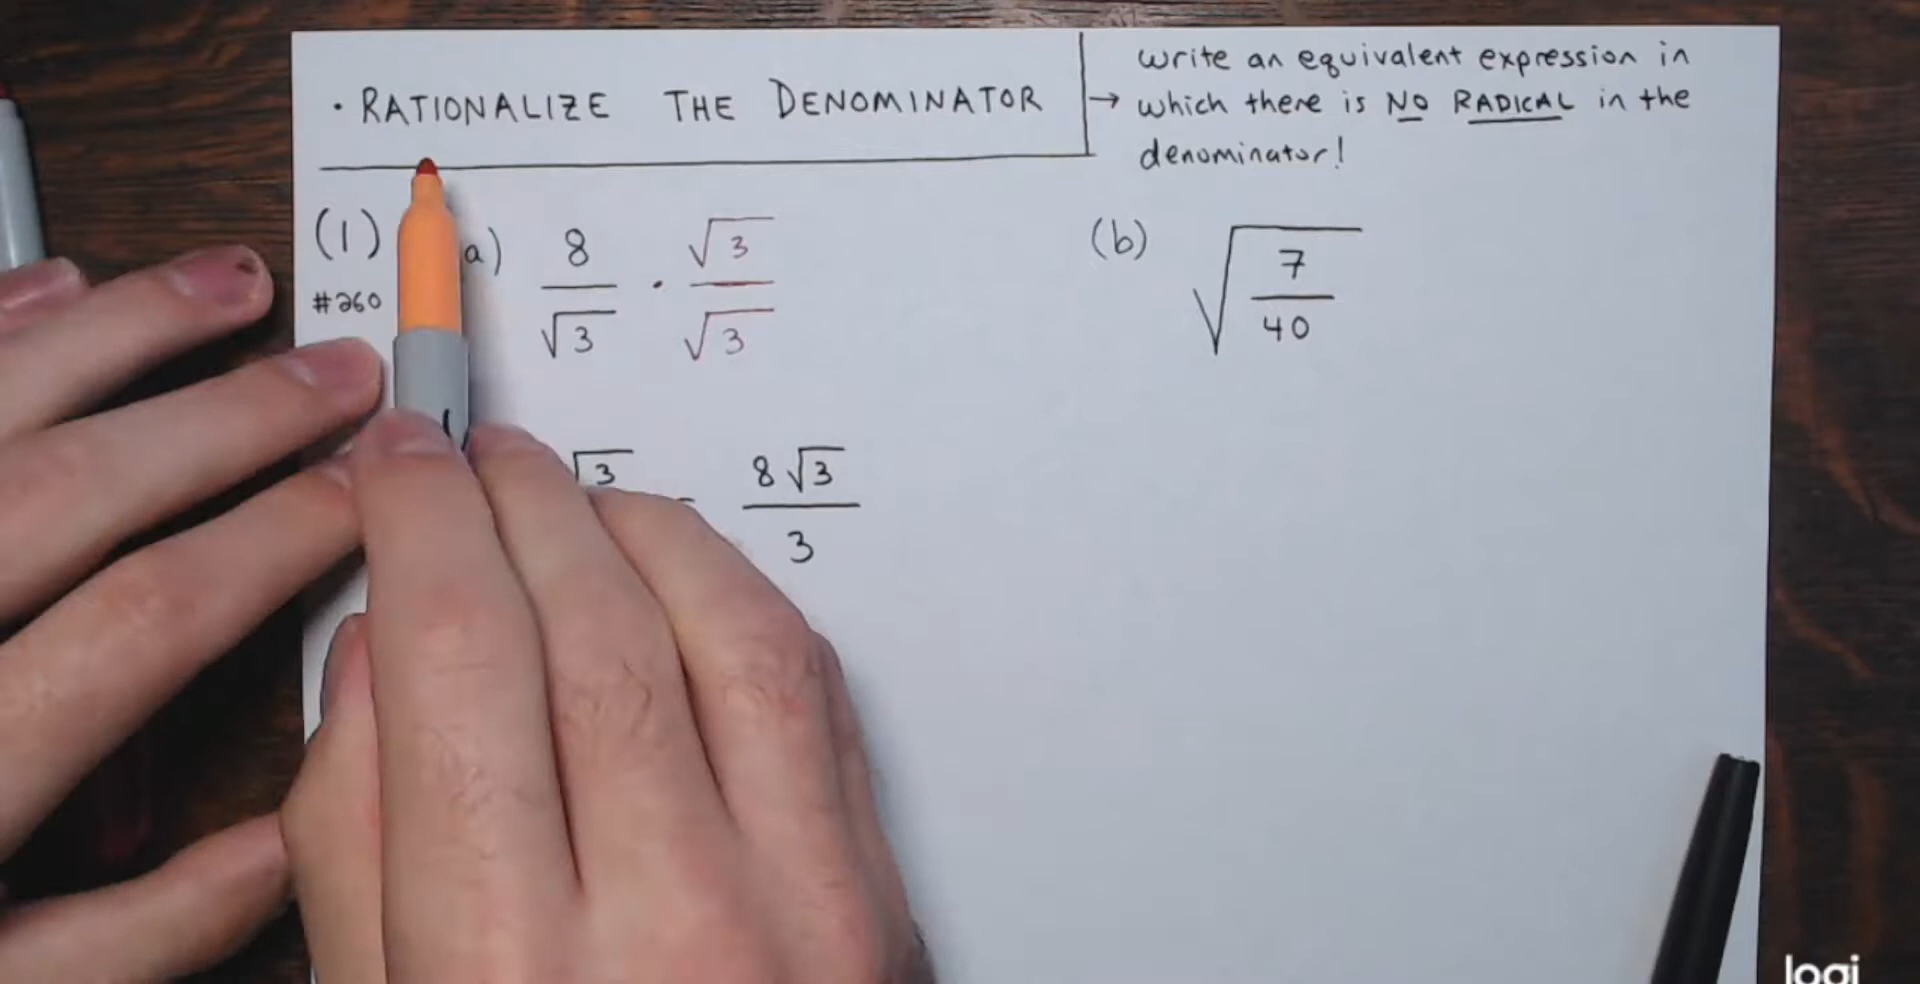 · RATIONALIZE THE DENOMINATOR
→ write an equivalent expression in
which there is NO RADICAL in the
denominator!
(1) a) 8/√3 · √3/√3
#260
√3 = 8√3/3
(b) √(7/40)
logi